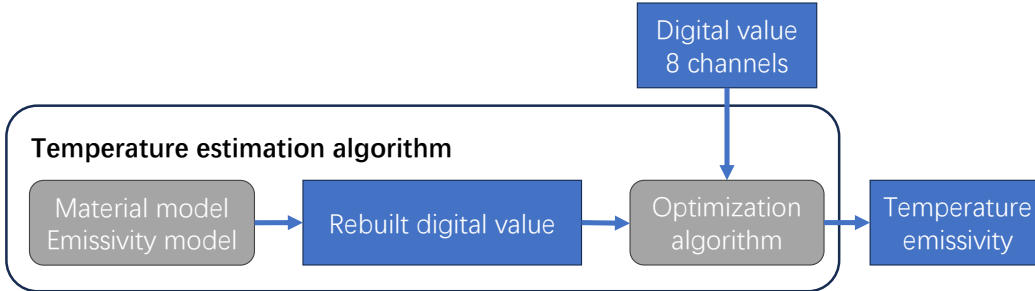 Digital value
8 channels
Temperature estimation algorithm
Material model
Emissivity model
Rebuilt digital value
Optimization
algorithm
Temperature
emissivity